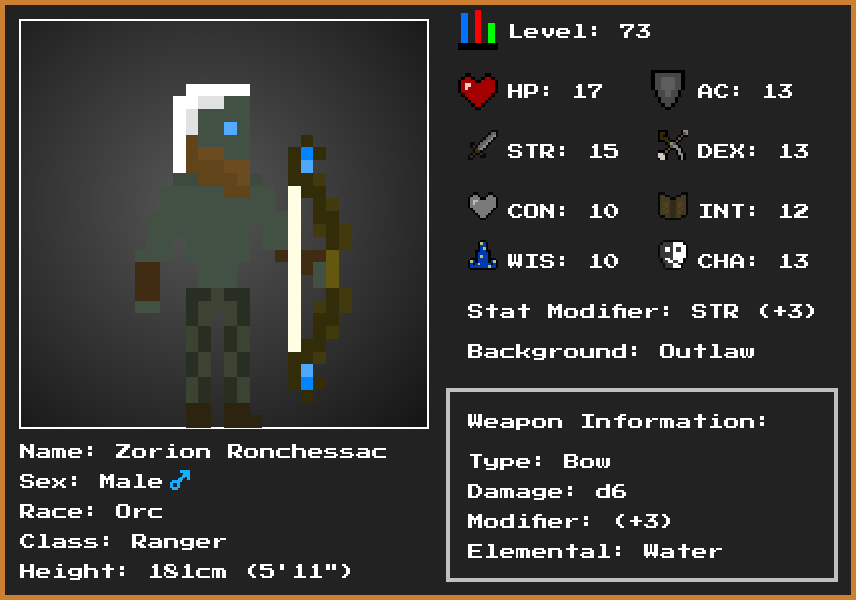 Level: 73
HP: 17 AC: 13
STR: 15 DEX: 13
CON: 10 INT: 12
WIS: 10 CHA: 13
Stat Modifier: STR (+3)
Background: Outlaw
Weapon Information:
Type: Bow
Damage: d6
Modifier: (+3)
Elemental: Water
Name: Zorion Ronchessac
Sex: Male♂
Race: Orc
Class: Ranger
Height: 181cm (5'11")